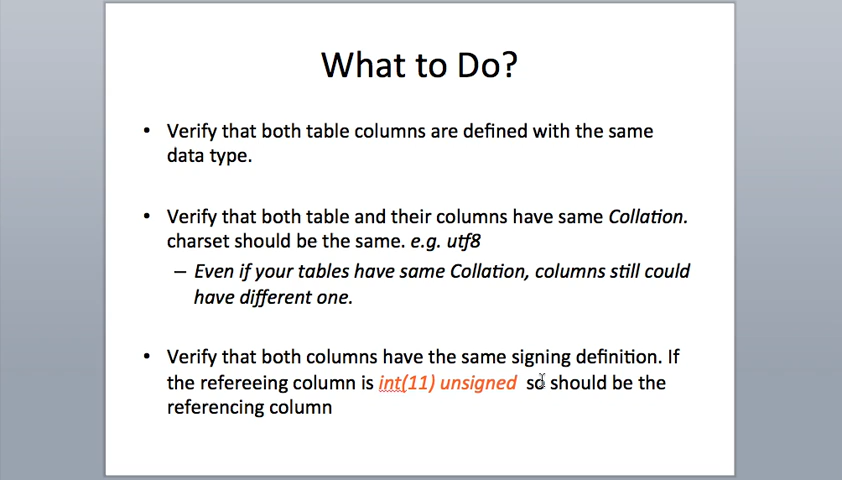 What to Do?
• Verify that both table columns are defined with the same
data type.
• Verify that both table and their columns have same Collation.
charset should be the same. e.g. utf8
– Even if your tables have same Collation, columns still could
have different one.
• Verify that both columns have the same signing definition. If
the refereeing column is int(11) unsigned so should be the
referencing column